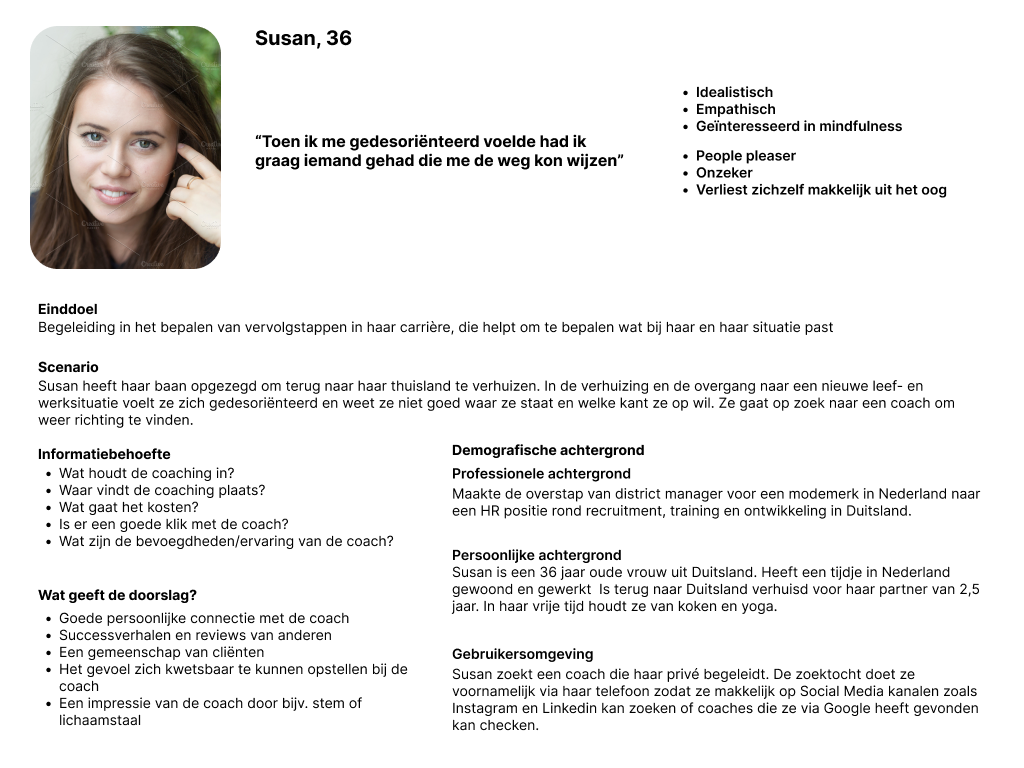 Susan, 36
“Toen ik me gedesoriënteerd voelde had ik
graag iemand gehad die me de weg kon wijzen”
• Idealistisch
• Empathisch
• Geïnteresseerd in mindfulness
• People pleaser
• Onzeker
• Verliest zichzelf makkelijk uit het oog
Einddoel
Begeleiding in het bepalen van vervolgstappen in haar carrière, die helpt om te bepalen wat bij haar en haar situatie past
Scenario
Susan heeft haar baan opgezegd om terug naar haar thuisland te verhuizen. In de verhuizing en de overgang naar een nieuwe leef- en
werksituatie voelt ze zich gedesoriënteerd en weet ze niet goed waar ze staat en welke kant ze op wil. Ze gaat op zoek naar een coach om
weer richting te vinden.
Informatiebehoefte
• Wat houdt de coaching in?
• Waar vindt de coaching plaats?
• Wat gaat het kosten?
• Is er een goede klik met de coach?
• Wat zijn de bevoegdheden/ervaring van de coach?
Wat geeft de doorslag?
• Goede persoonlijke connectie met de coach
• Successverhalen en reviews van anderen
• Een gemeenschap van cliënten
• Het gevoel zich kwetsbaar te kunnen opstellen bij de
coach
• Een impressie van de coach door bijv. stem of
lichaamstaal
Demografische achtergrond
Professionele achtergrond
Maakte de overstap van district manager voor een modemerk in Nederland naar
een HR positie rond recruitment, training en ontwikkeling in Duitsland.
Persoonlijke achtergrond
Susan is een 36 jaar oude vrouw uit Duitsland. Heeft een tijdje in Nederland
gewoond en gewerkt  Is terug naar Duitsland verhuisd voor haar partner van 2,5
jaar. In haar vrije tijd houdt ze van koken en yoga.
Gebruikersomgeving
Susan zoekt een coach die haar privé begeleidt. De zoektocht doet ze
voornamelijk via haar telefoon zodat ze makkelijk op Social Media kanalen zoals
Instagram en Linkedin kan zoeken of coaches die ze via Google heeft gevonden
kan checken.